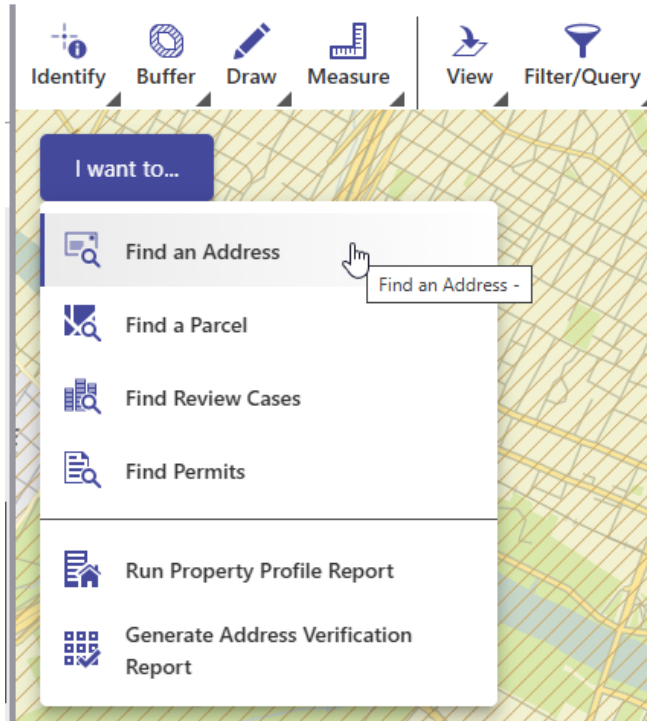 Identify Buffer Draw Measure View Filter/Query
I want to...
Find an Address
Find an Address -
Find a Parcel
Find Review Cases
Find Permits
Run Property Profile Report
Generate Address Verification
Report